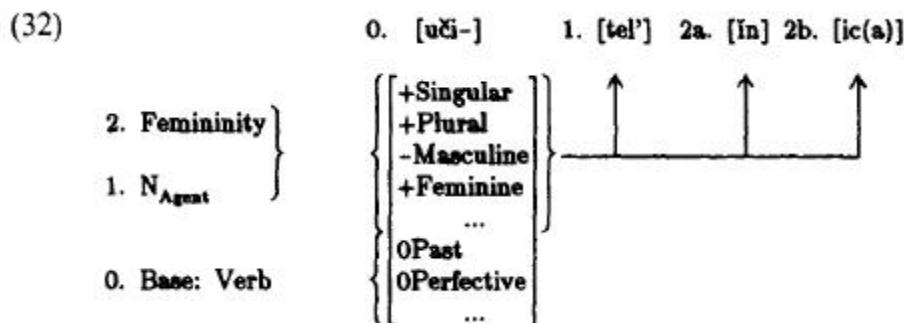 (32) 0. [uči-] 1. [tel'] 2a. [ĭn] 2b. [ic(a)]
+Singular
2. Femininity +Plural
-Masculine
1. N_Agent +Feminine
...
0Past
0. Base: Verb 0Perfective
...